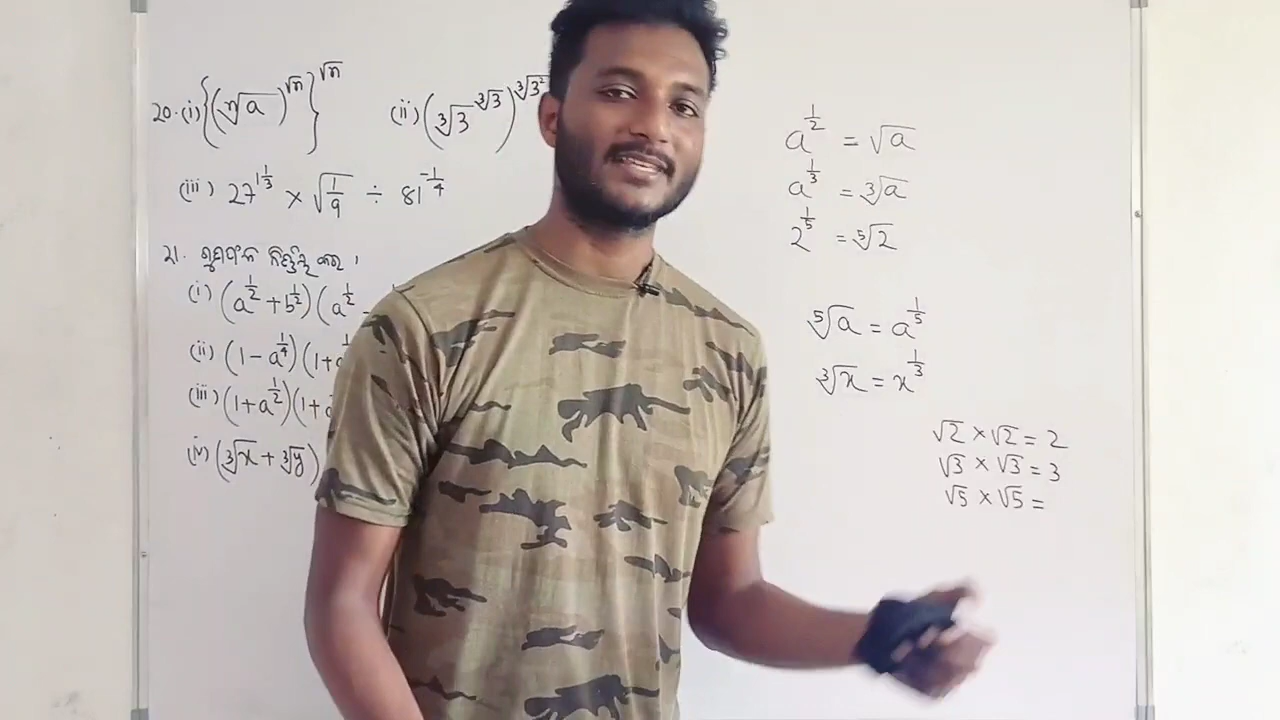 20. (i) {(ⁿ√a)^√n}^√n
(ii) (∛3^∛3)^∛3²
(iii) 27^1/3 × √1/9 ÷ 81^-1/4
21. ଗୁଣଫଳ ନିର୍ଣ୍ଣୟ କର ।
(i) (a^1/2 + b^1/2)(a^1/2
(ii) (1 - a^1/4)(1+
(iii) (1 + a^1/2)(1+
(iv) (∛x + ∛y)
a^1/2 = √a
a^1/3 = ∛a
2^1/5 = ⁵√2
⁵√a = a^1/5
∛x = x^1/3
√2 × √2 = 2
√3 × √3 = 3
√5 × √5 =